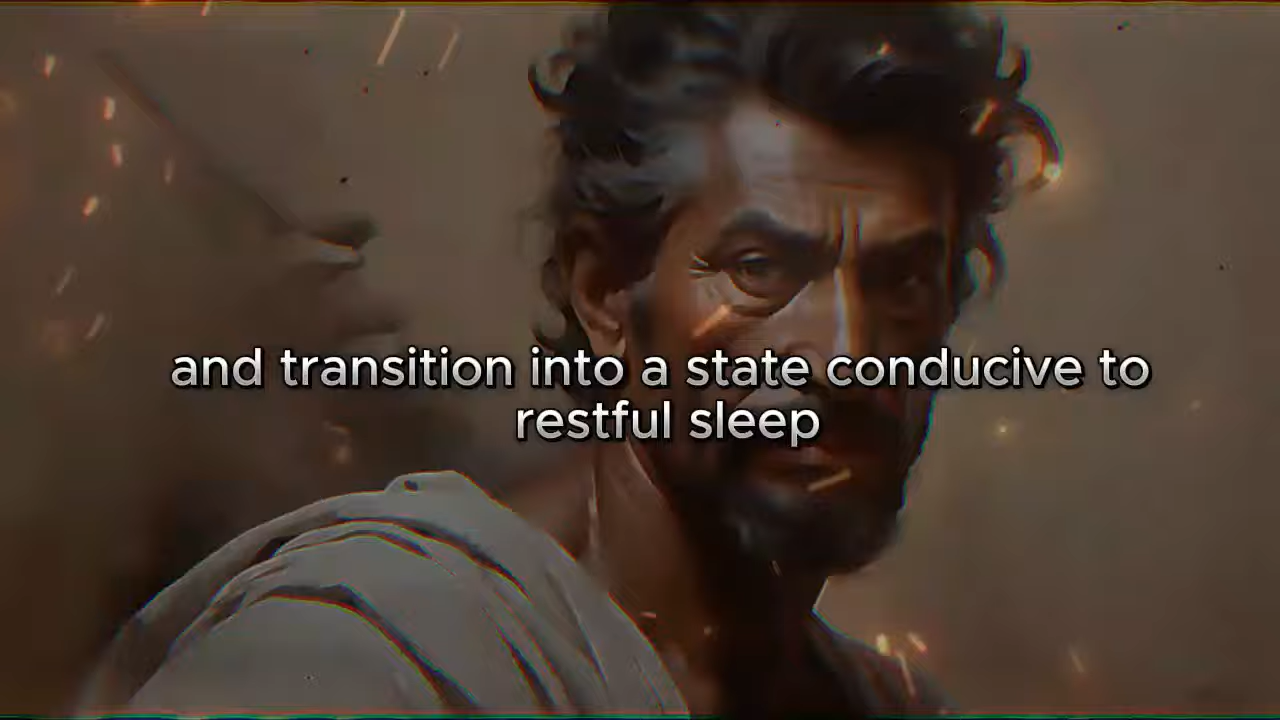 and transition into a state conducive to
restful sleep